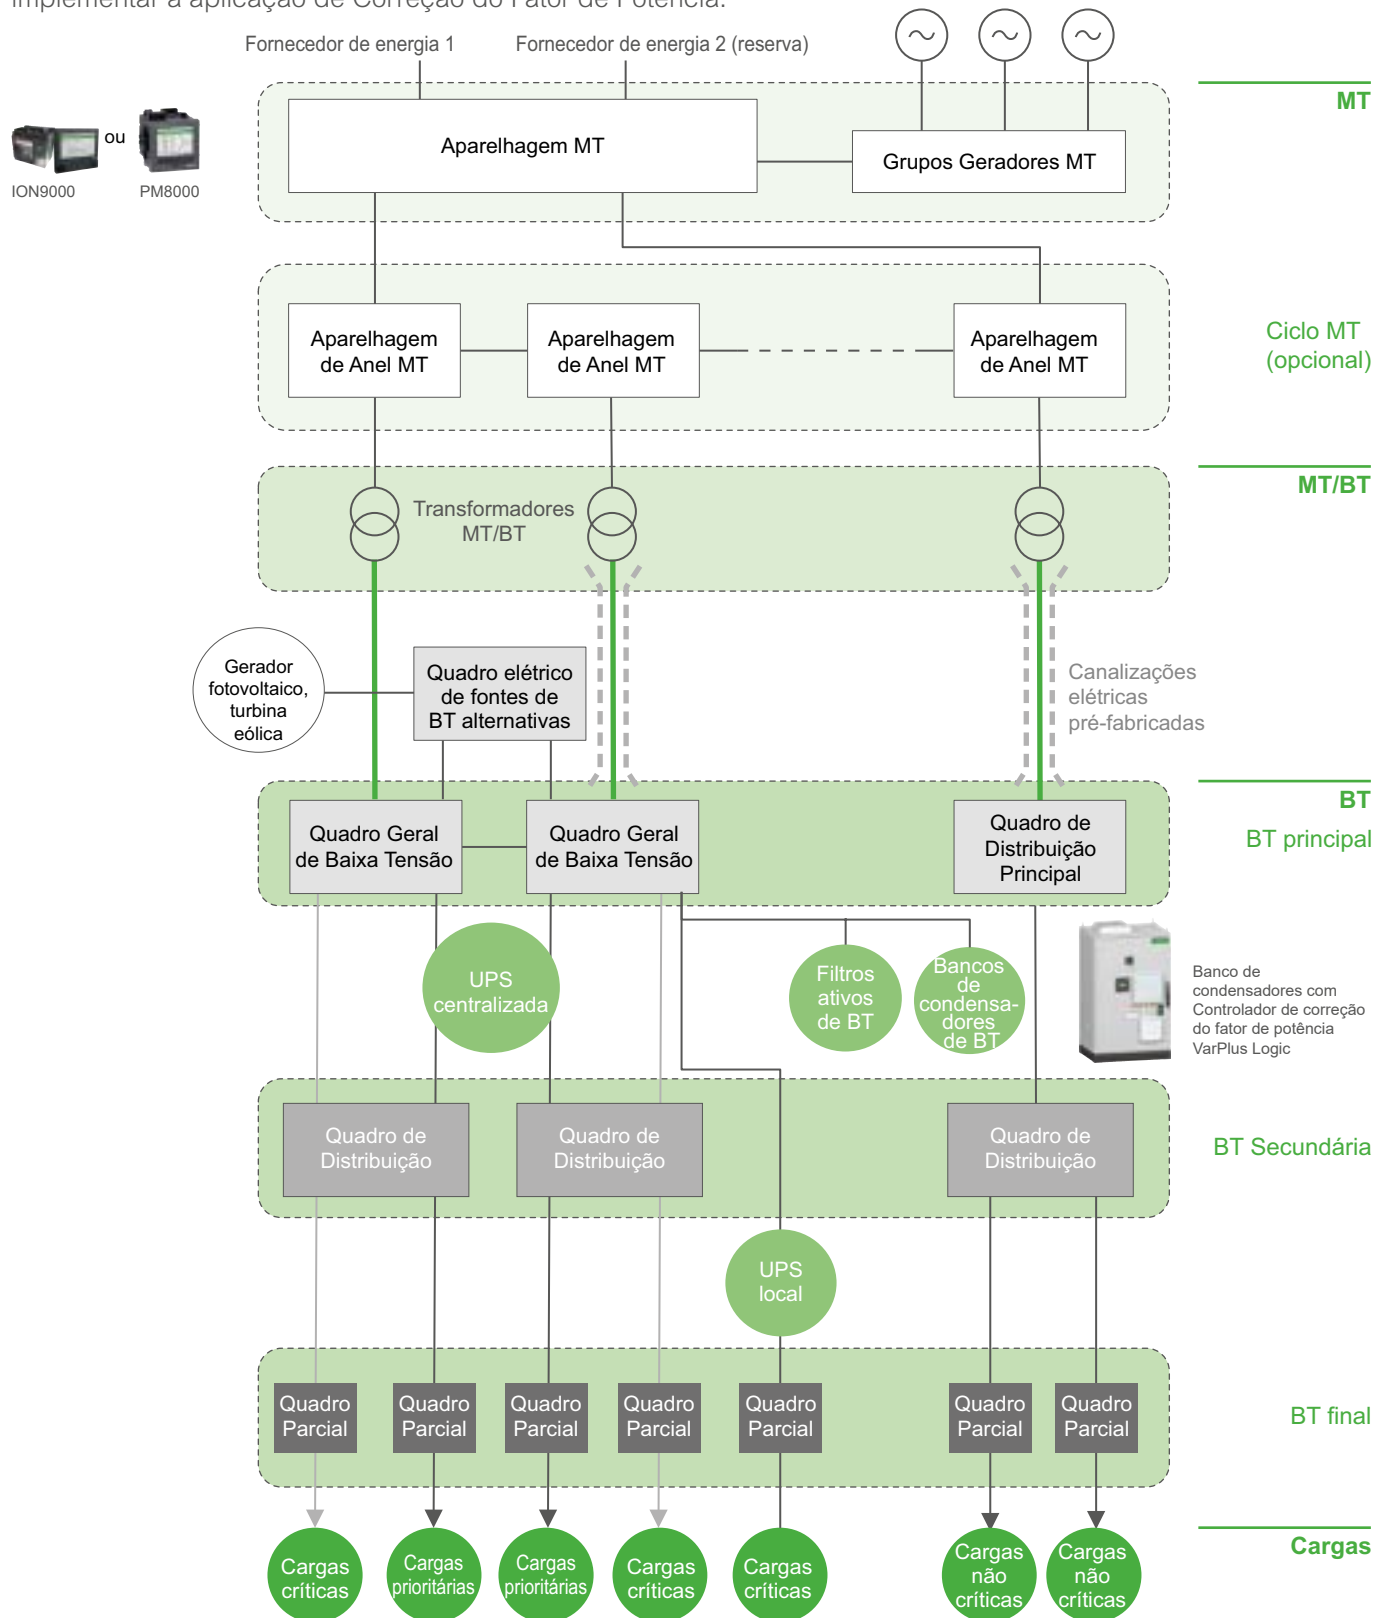 implementar a aplicação de Correção do Fator de Potência.
Fornecedor de energia 1
Fornecedor de energia 2 (reserva)
MT
ou
ION9000
PM8000
Aparelhagem MT
Grupos Geradores MT
Aparelhagem
de Anel MT
Aparelhagem
de Anel MT
Aparelhagem
de Anel MT
Ciclo MT
(opcional)
MT/BT
Transformadores
MT/BT
Gerador
fotovoltaico,
turbina
eólica
Quadro elétrico
de fontes de
BT alternativas
Canalizações
elétricas
pré-fabricadas
BT
BT principal
Quadro Geral
de Baixa Tensão
Quadro Geral
de Baixa Tensão
Quadro de
Distribuição
Principal
UPS
centralizada
Filtros
ativos
de BT
Bancos
de
condensa-
dores
de BT
Banco de
condensadores com
Controlador de correção
do fator de potência
VarPlus Logic
Quadro de
Distribuição
Quadro de
Distribuição
Quadro de
Distribuição
BT Secundária
UPS
local
Quadro
Parcial
Quadro
Parcial
Quadro
Parcial
Quadro
Parcial
Quadro
Parcial
Quadro
Parcial
Quadro
Parcial
BT final
Cargas
Cargas
críticas
Cargas
prioritárias
Cargas
prioritárias
Cargas
críticas
Cargas
críticas
Cargas
não
críticas
Cargas
não
críticas